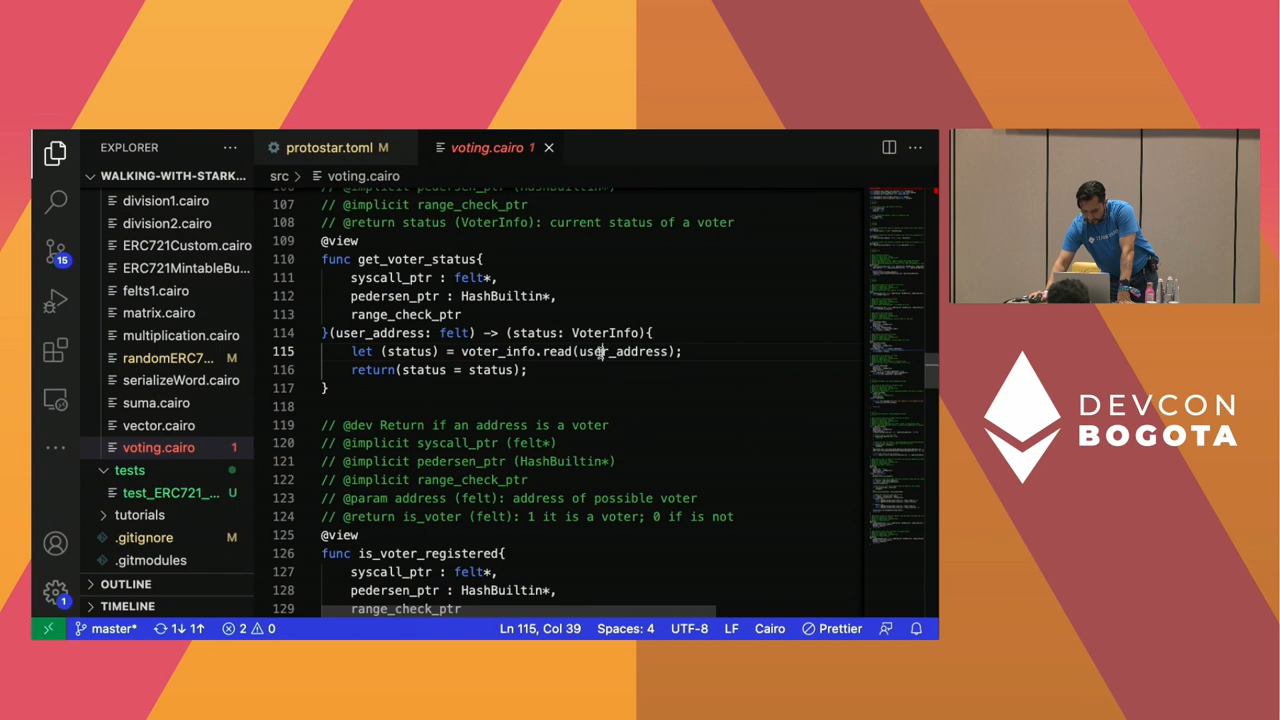 EXPLORER
protostar.toml M
voting.cairo 1
WALKING-WITH-STARK...
src > voting.cairo
division1.cairo
division.cairo
ERC721Custom.cairo
ERC721MintableBu...
felts1.cairo
matrix.cairo
multiplication.cairo
randomERC7... M
serializeWord.cairo
suma.cairo
vector.cairo
voting.cairo 1
tests
test_ERC721_... U
tutorials
.gitignore M
.gitmodules
OUTLINE
TIMELINE
15
1
106 // @implicit pedersen_ptr (HashBuiltin*)
107 // @implicit range_check_ptr
108 // @return status (VoterInfo): current status of a voter
109 @view
110 func get_voter_status{
111 syscall_ptr : felt*,
112 pedersen_ptr : HashBuiltin*,
113 range_check_ptr
114 }(user_address: felt) -> (status: VoterInfo){
115 let (status) = voter_info.read(user_address);
116 return(status = status);
117 }
118
119 // @dev Return if an address is a voter
120 // @implicit syscall_ptr (felt*)
121 // @implicit pedersen_ptr (HashBuiltin*)
122 // @implicit range_check_ptr
123 // @param address (felt): address of possible voter
124 // @return is_voter (felt): 1 it is a voter; 0 if is not
125 @view
126 func is_voter_registered{
127 syscall_ptr : felt*,
128 pedersen_ptr : HashBuiltin*,
129 range_check_ptr
master* 1↓ 1↑ 2 0 Ln 115, Col 39 Spaces: 4 UTF-8 LF Cairo Prettier
DEVCON
BOGOTA